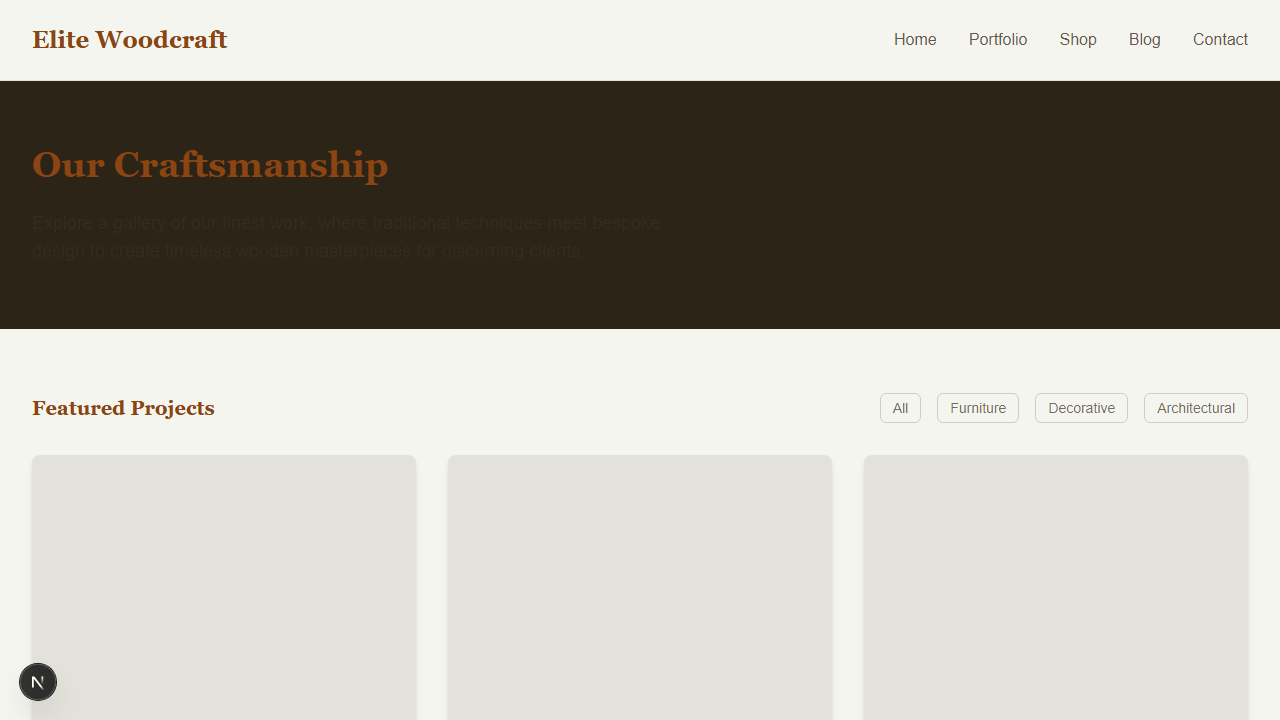 Elite Woodcraft
Home Portfolio Shop Blog Contact
Our Craftsmanship
Explore a gallery of our finest work, where traditional techniques meet bespoke
design to create timeless wooden masterpieces for discerning clients.
Featured Projects
All Furniture Decorative Architectural
N